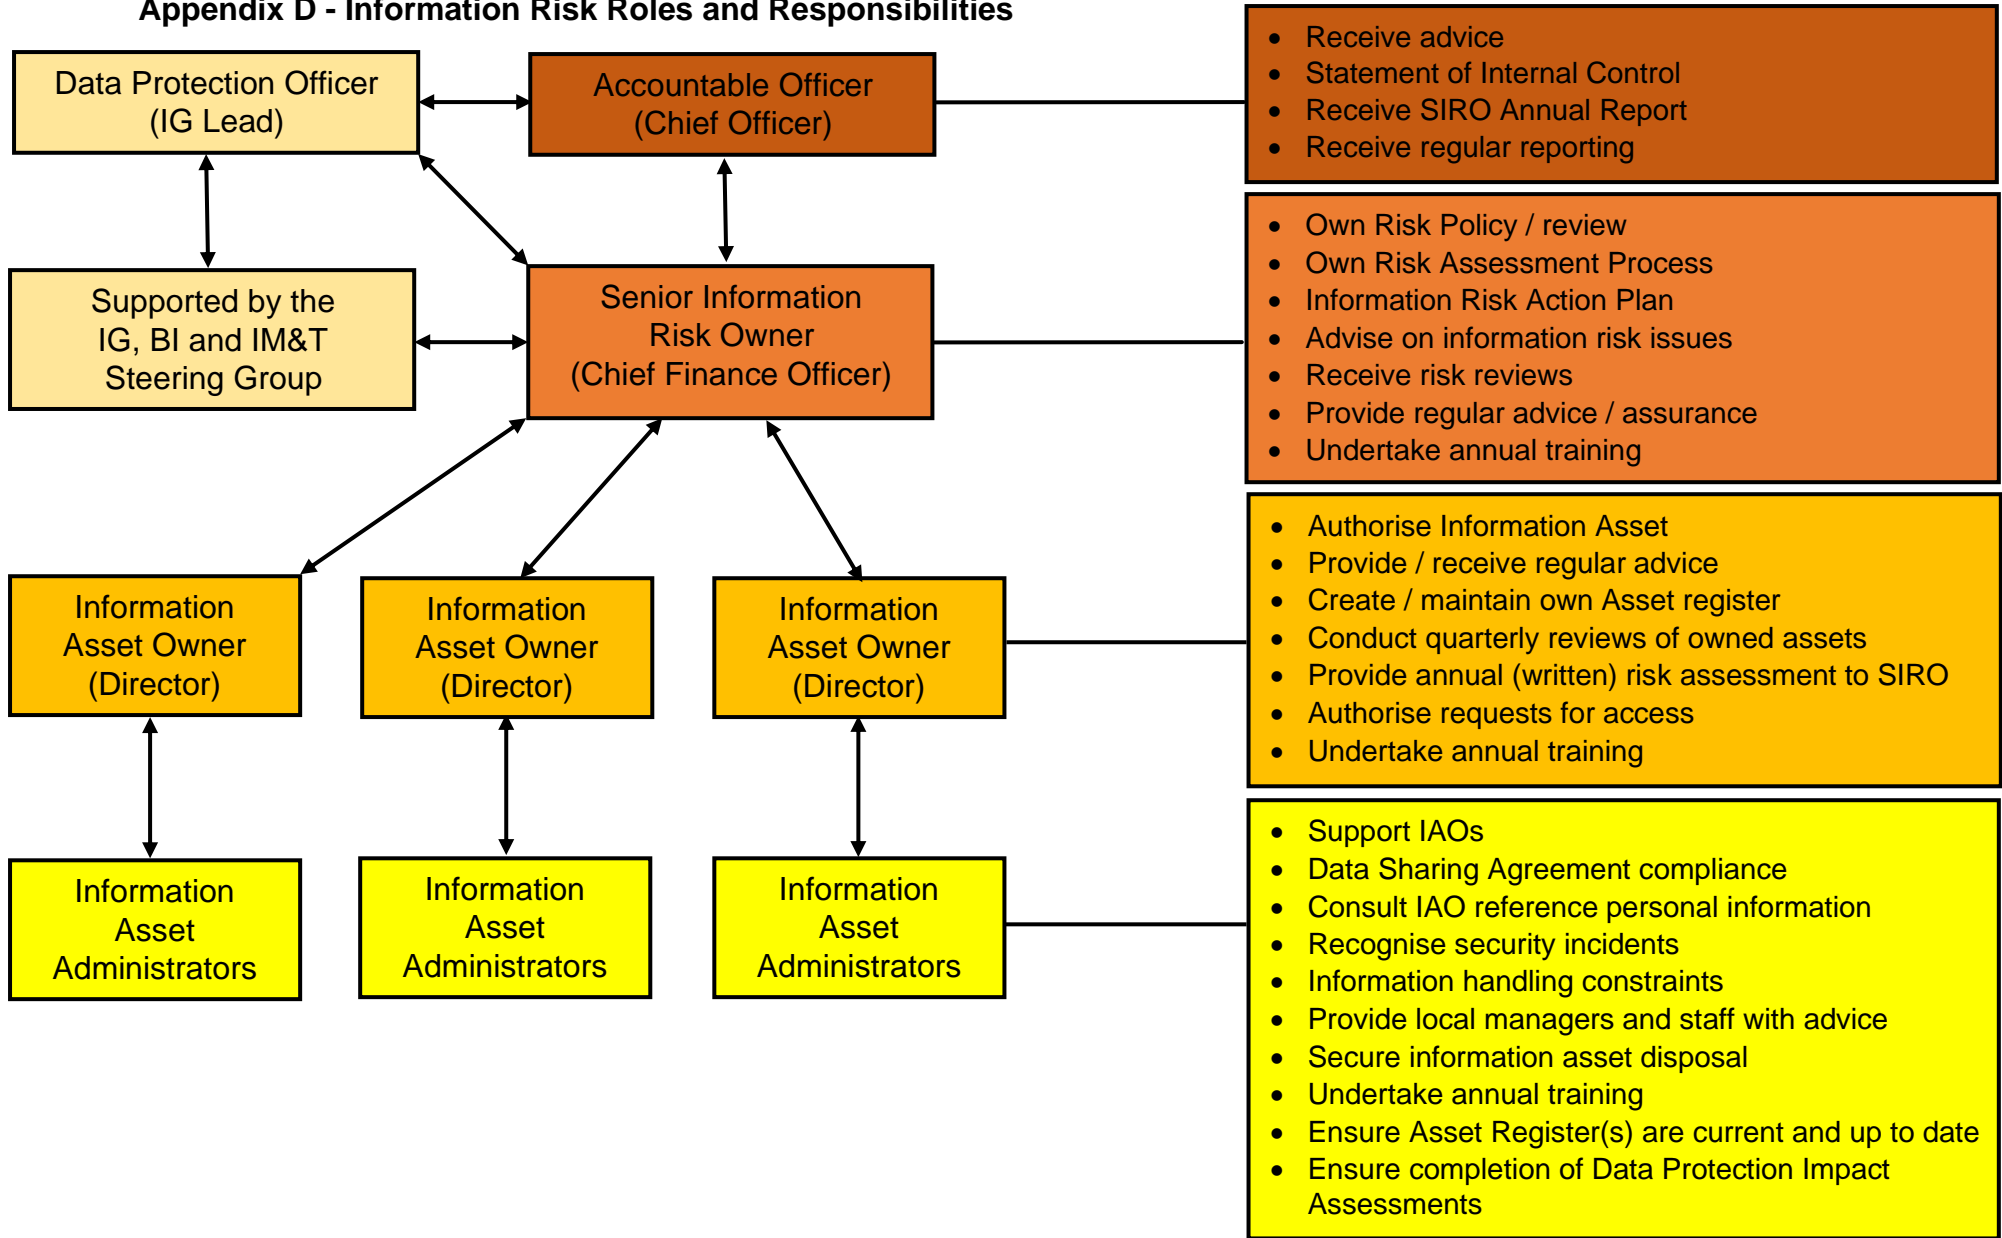 Appendix D - Information Risk Roles and Responsibilities
Data Protection Officer
(IG Lead)
Accountable Officer
(Chief Officer)
• Receive advice
• Statement of Internal Control
• Receive SIRO Annual Report
• Receive regular reporting
Supported by the
IG, BI and IM&T
Steering Group
Senior Information
Risk Owner
(Chief Finance Officer)
• Own Risk Policy / review
• Own Risk Assessment Process
• Information Risk Action Plan
• Advise on information risk issues
• Receive risk reviews
• Provide regular advice / assurance
• Undertake annual training
Information
Asset Owner
(Director)
Information
Asset Owner
(Director)
Information
Asset Owner
(Director)
• Authorise Information Asset
• Provide / receive regular advice
• Create / maintain own Asset register
• Conduct quarterly reviews of owned assets
• Provide annual (written) risk assessment to SIRO
• Authorise requests for access
• Undertake annual training
Information
Asset
Administrators
Information
Asset
Administrators
Information
Asset
Administrators
• Support IAOs
• Data Sharing Agreement compliance
• Consult IAO reference personal information
• Recognise security incidents
• Information handling constraints
• Provide local managers and staff with advice
• Secure information asset disposal
• Undertake annual training
• Ensure Asset Register(s) are current and up to date
• Ensure completion of Data Protection Impact
Assessments